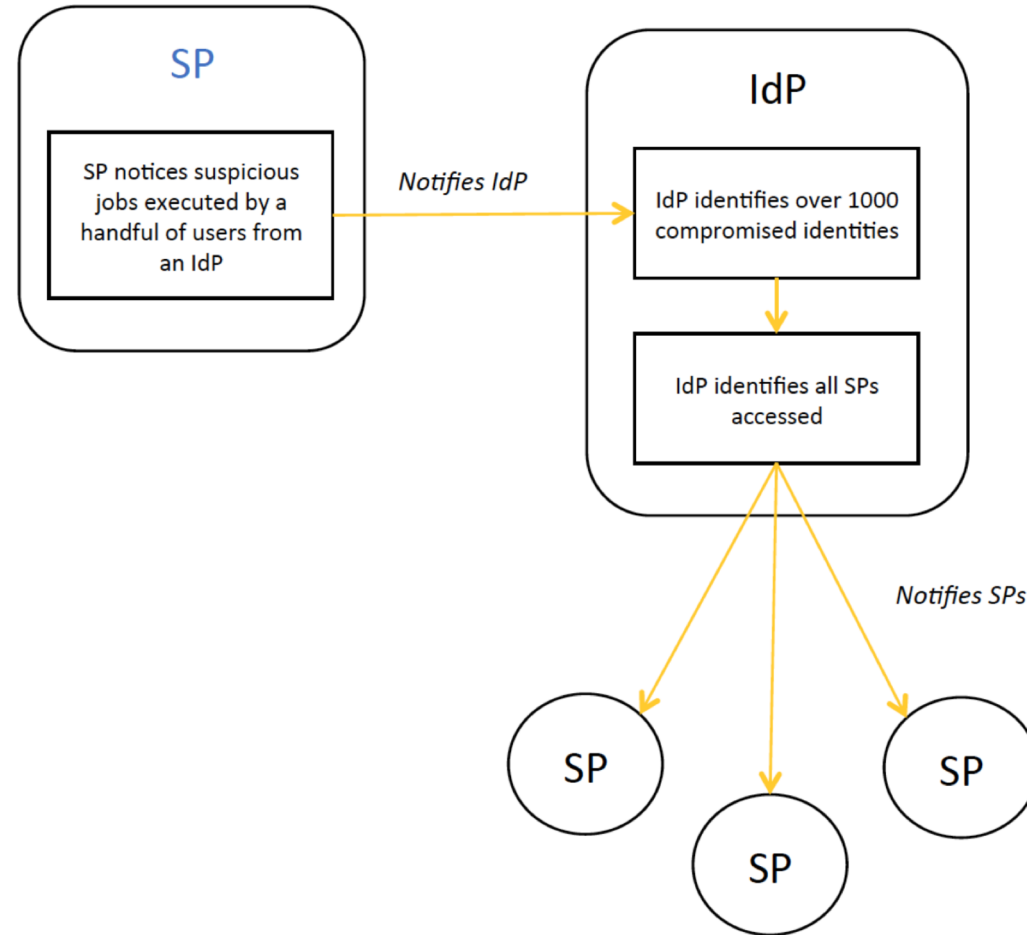 SP
SP notices suspicious
jobs executed by a
handful of users from
an IdP
Notifies IdP
IdP
IdP identifies over 1000
compromised identities
IdP identifies all SPs
accessed
Notifies SPs
SP
SP
SP